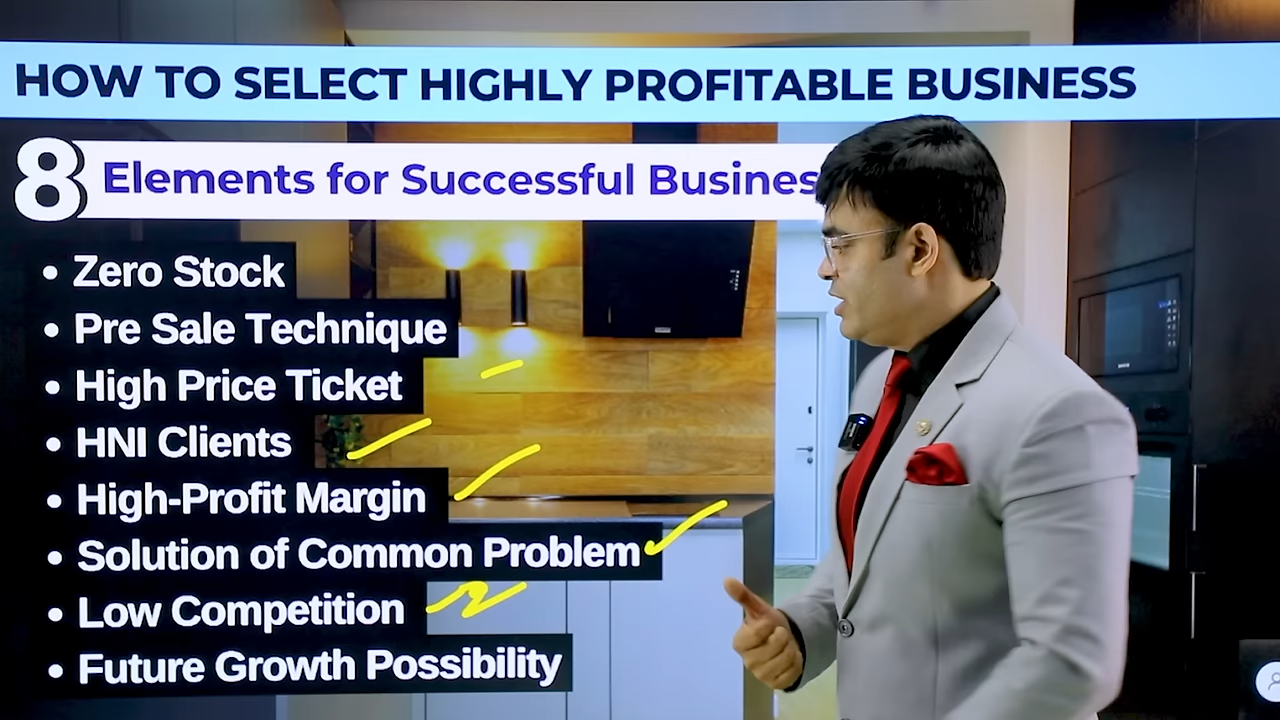 HOW TO SELECT HIGHLY PROFITABLE BUSINESS
8 Elements for Successful Busines
• Zero Stock
• Pre Sale Technique
• High Price Ticket
• HNI Clients
• High-Profit Margin
• Solution of Common Problem
• Low Competition
• Future Growth Possibility